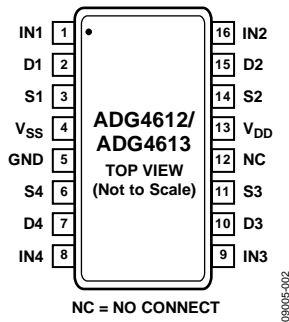 IN1 1 16 IN2
D1 2 15 D2
S1 3 14 S2
VSS 4 13 VDD
GND 5 12 NC
S4 6 11 S3
D4 7 10 D3
IN4 8 9 IN3
ADG4612/
ADG4613
TOP VIEW
(Not to Scale)
NC = NO CONNECT
09005-002